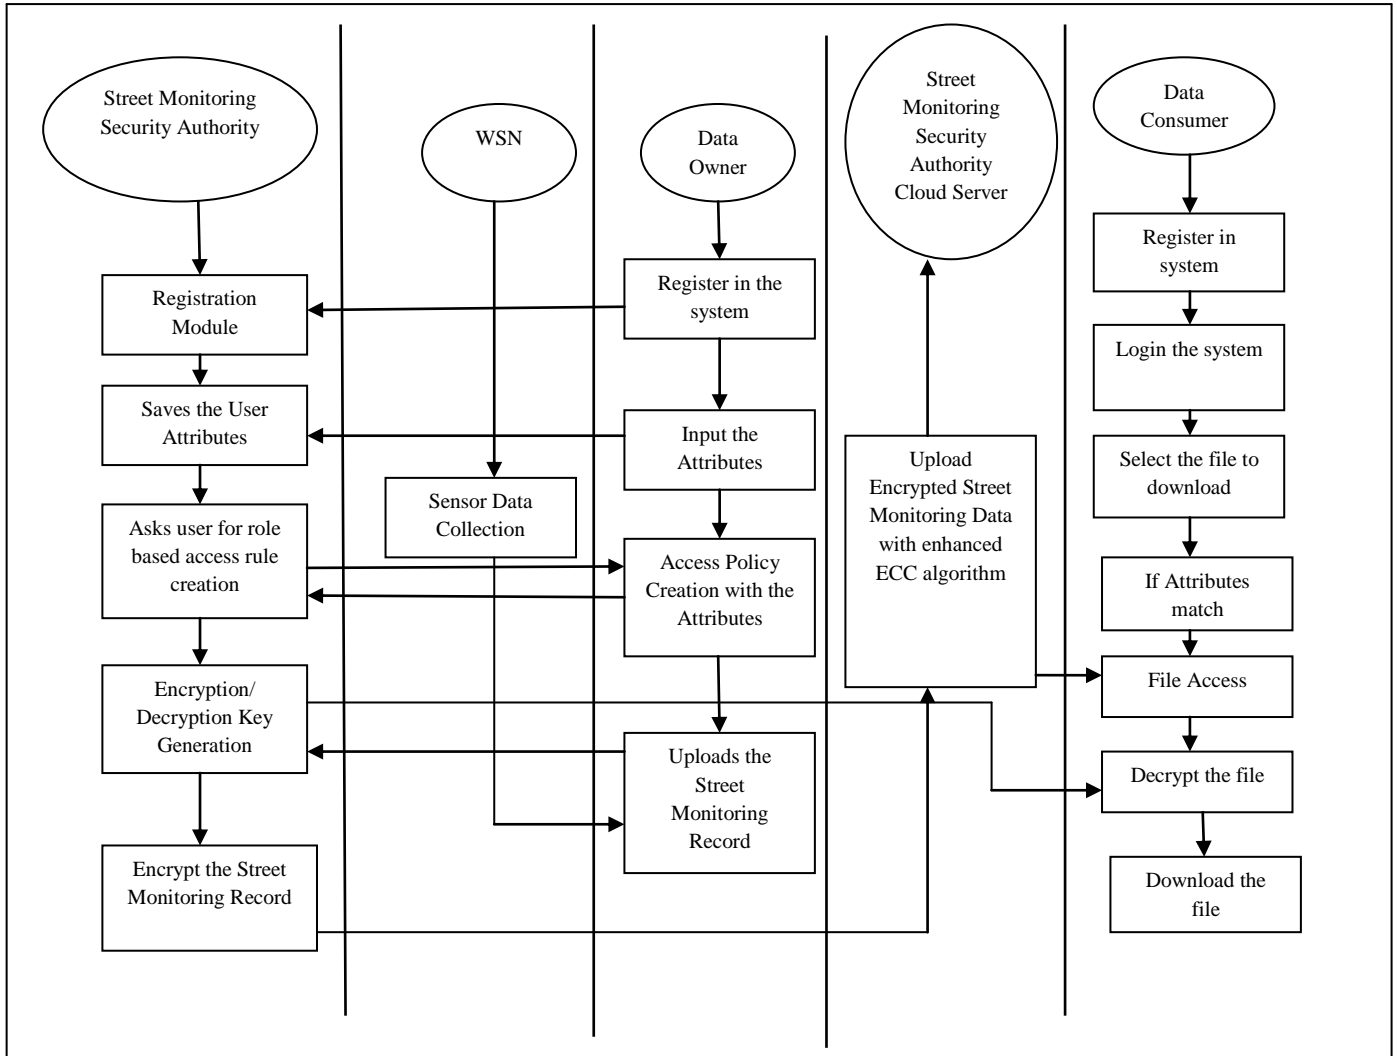 Street Monitoring
Security Authority
Registration
Module
Saves the User
Attributes
Asks user for role
based access rule
creation
Encryption/
Decryption Key
Generation
Encrypt the Street
Monitoring Record
WSN
Sensor Data
Collection
Data
Owner
Register in the
system
Input the
Attributes
Access Policy
Creation with the
Attributes
Uploads the
Street
Monitoring
Record
Street
Monitoring
Security
Authority
Cloud Server
Upload
Encrypted Street
Monitoring Data
with enhanced
ECC algorithm
Data
Consumer
Register in
system
Login the system
Select the file to
download
If Attributes
match
File Access
Decrypt the file
Download the
file